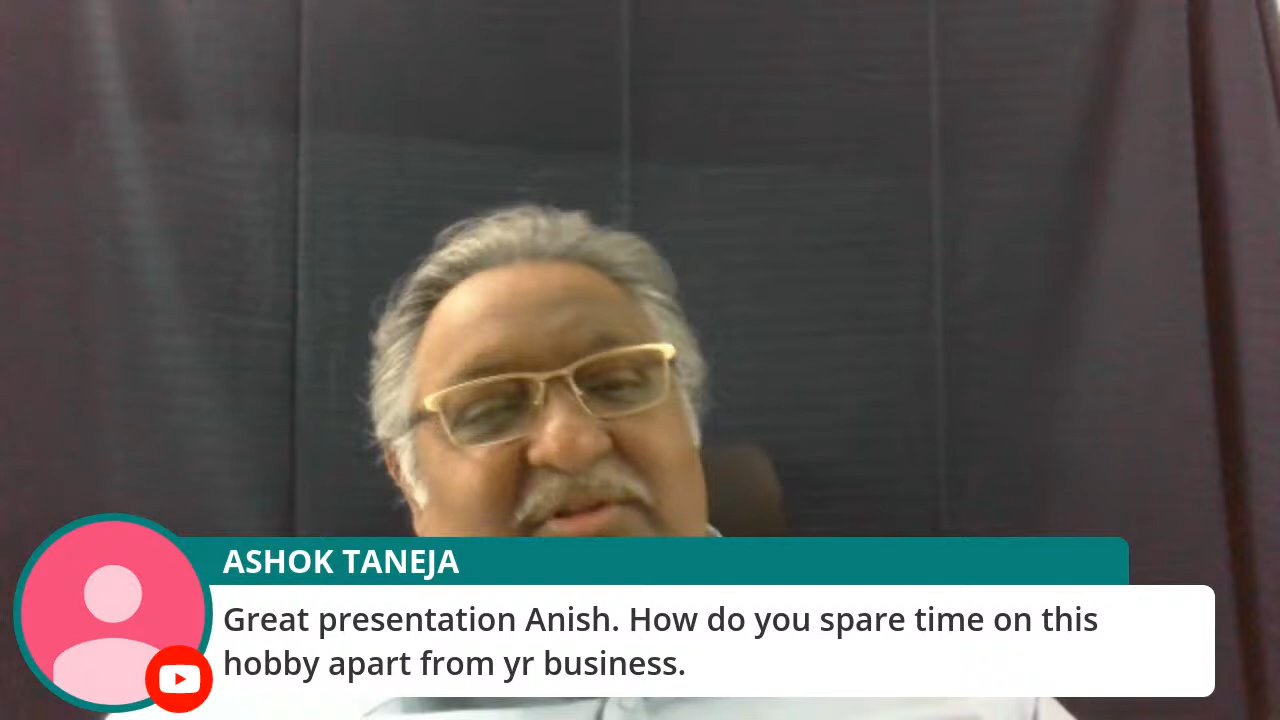 ASHOK TANEJA
Great presentation Anish. How do you spare time on this
hobby apart from yr business.